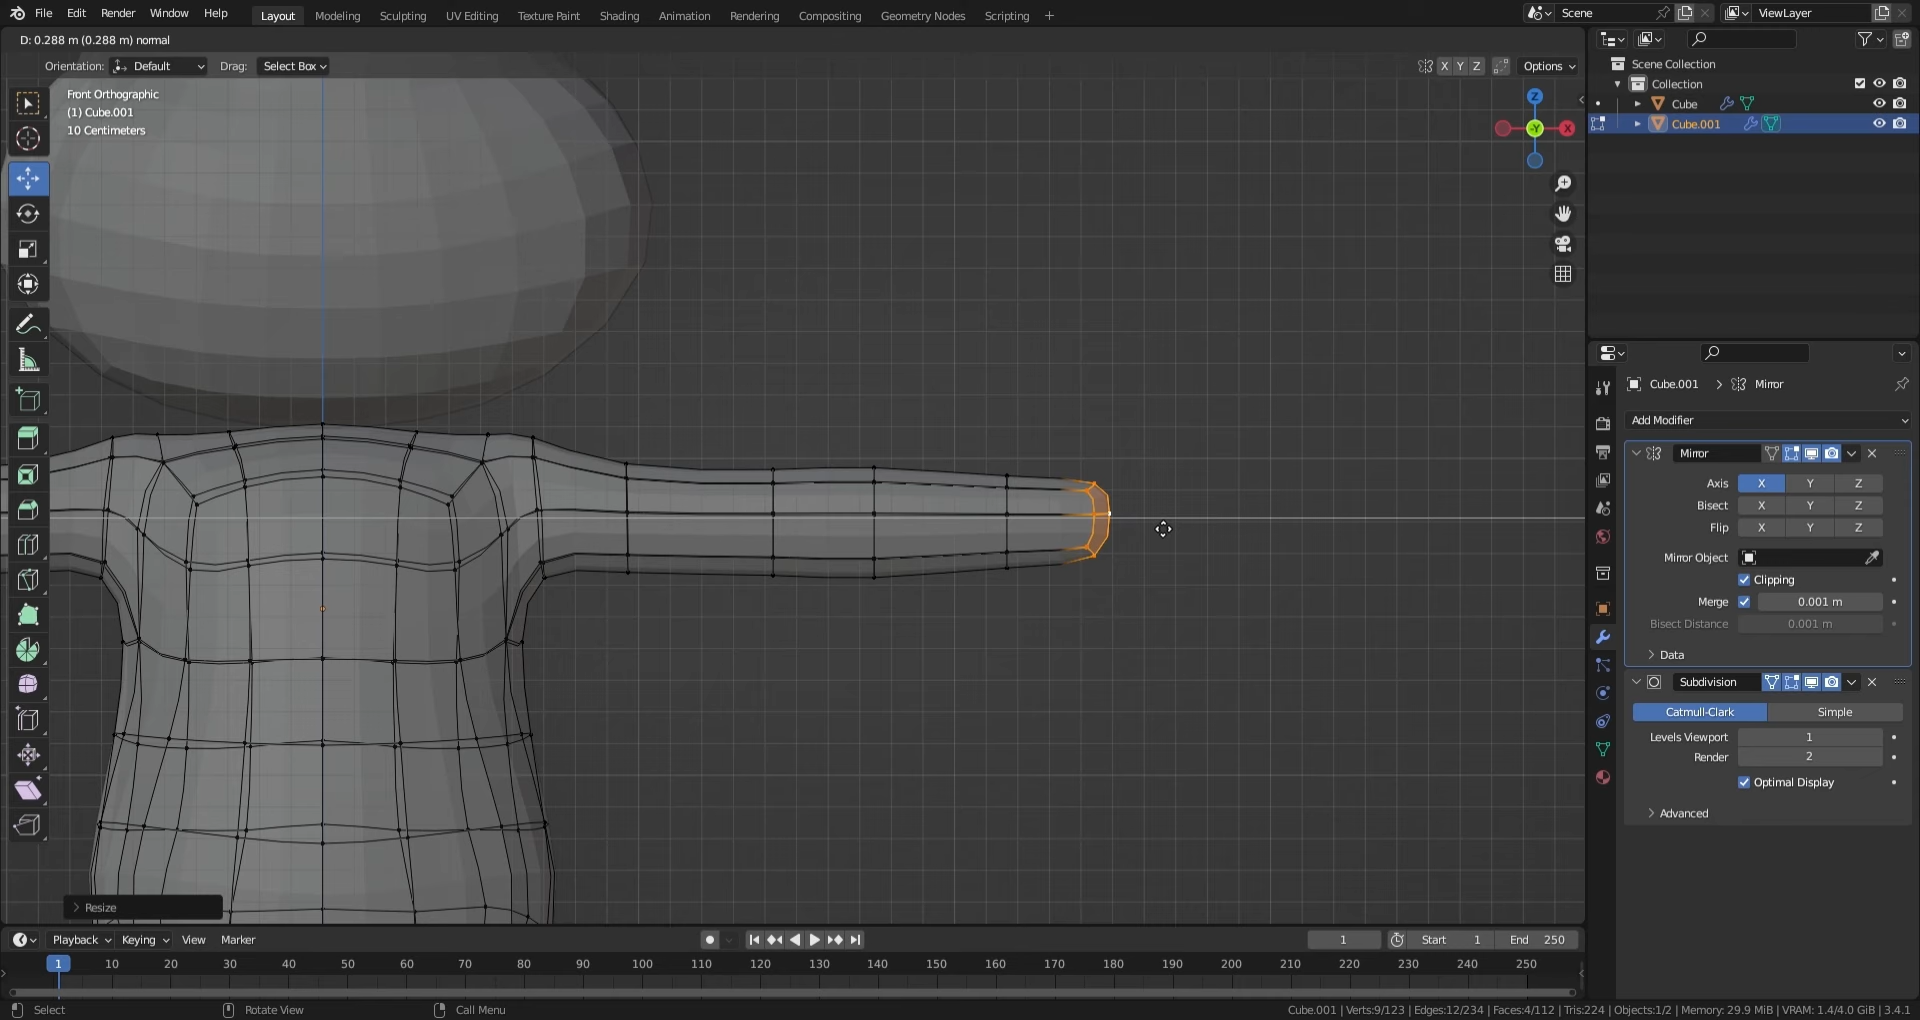 File Edit Render Window Help Layout Modeling Sculpting UV Editing Texture Paint Shading Animation Rendering Compositing Geometry Nodes Scripting + Scene ViewLayer
D: 0.288 m (0.288 m) normal
Orientation: Default Drag: Select Box X Y Z Options
Front Orthographic
(1) Cube.001
10 Centimeters
Z
-Y X
Resize
Scene Collection
Collection
Cube
Cube.001
Cube.001 > Mirror
Add Modifier
Mirror
Axis X Y Z
Bisect X Y Z
Flip X Y Z
Mirror Object
Clipping
Merge 0.001 m
Bisect Distance 0.001 m
Data
Subdivision
Catmull-Clark Simple
Levels Viewport 1
Render 2
Optimal Display
Advanced
Playback Keying View Marker 1 Start 1 End 250
1 10 20 30 40 50 60 70 80 90 100 110 120 130 140 150 160 170 180 190 200 210 220 230 240 250
Select Rotate View Call Menu Cube.001 | Verts:9/123 | Edges:12/234 | Faces:4/112 | Tris:224 | Objects:1/2 | Memory: 29.9 MiB | VRAM: 1.4/4.0 GiB | 3.4.1